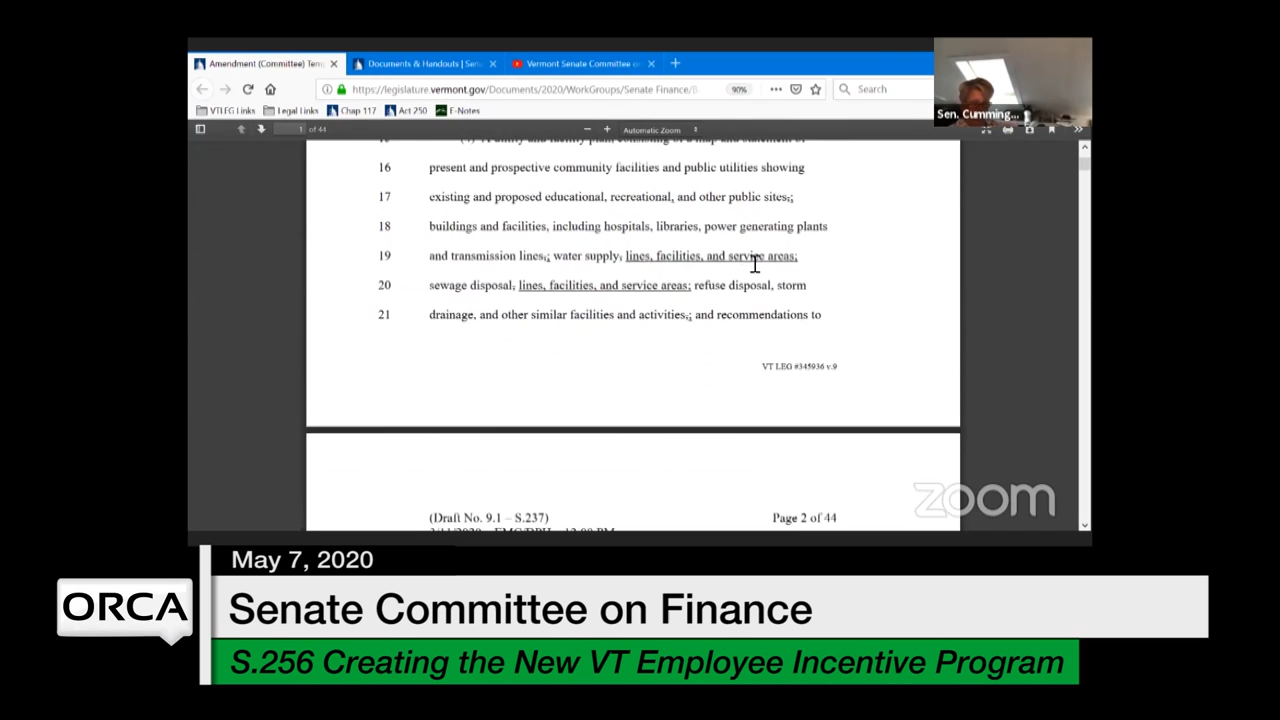 Amendment (Committee) Tem
Documents & Handouts | Sen
Vermont Senate Committee o
https://legislature.vermont.gov/Documents/2020/WorkGroups/Senate Finance/B
90%
Search
Sen. Cumming...
VTLEG Links
Legal Links
Chap 117
Act 250
E-Notes
1 of 44
Automatic Zoom
16 present and prospective community facilities and public utilities showing
17 existing and proposed educational, recreational, and other public sites,;
18 buildings and facilities, including hospitals, libraries, power generating plants
19 and transmission lines,; water supply, lines, facilities, and service areas;
20 sewage disposal, lines, facilities, and service areas; refuse disposal, storm
21 drainage, and other similar facilities and activities,; and recommendations to
VT LEG #345936 v.9
zoom
(Draft No. 9.1 – S.237) Page 2 of 44
May 7, 2020
ORCA
Senate Committee on Finance
S.256 Creating the New VT Employee Incentive Program